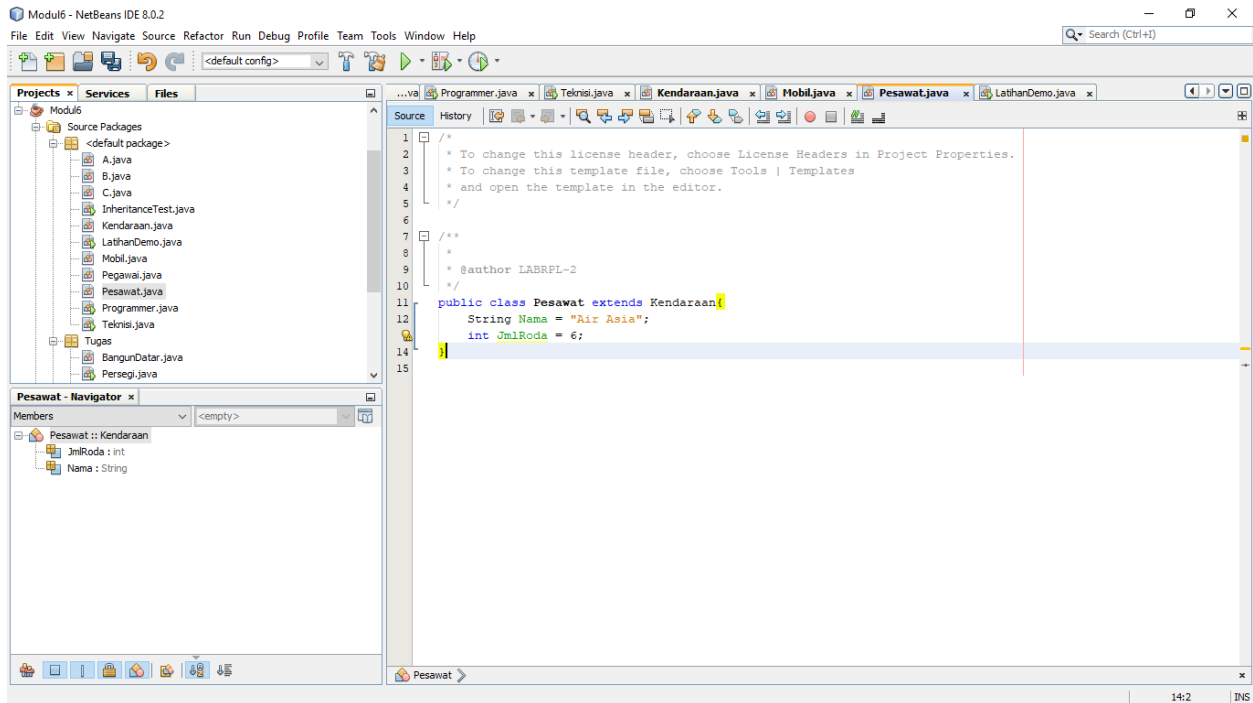 Modul6 - NetBeans IDE 8.0.2
File Edit View Navigate Source Refactor Run Debug Profile Team Tools Window Help
Search (Ctrl+I)
<default config>
Projects Services Files
Modul6
Source Packages
<default package>
A.java
B.java
C.java
InheritanceTest.java
Kendaraan.java
LatihanDemo.java
Mobil.java
Pegawai.java
Pesawat.java
Programmer.java
Teknisi.java
Tugas
BangunDatar.java
Persegi.java
Pesawat - Navigator
Members <empty>
Pesawat :: Kendaraan
JmlRoda : int
Nama : String
...va Programmer.java Teknisi.java Kendaraan.java Mobil.java Pesawat.java LatihanDemo.java
Source History
1 /*
2 * To change this license header, choose License Headers in Project Properties.
3 * To change this template file, choose Tools | Templates
4 * and open the template in the editor.
5 */
6
7 /**
8 *
9 * @author LABRPL-2
10 */
11 public class Pesawat extends Kendaraan{
12 String Nama = "Air Asia";
int JmlRoda = 6;
14 }
15
Pesawat
14:2 INS